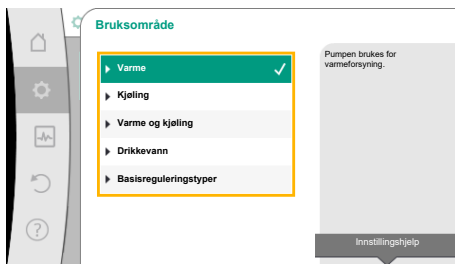 Bruksområde
Varme
Kjøling
Varme og kjøling
Drikkevann
Basisreguleringstyper
Pumpen brukes for
varmeforsyning.
Innstillingshjelp